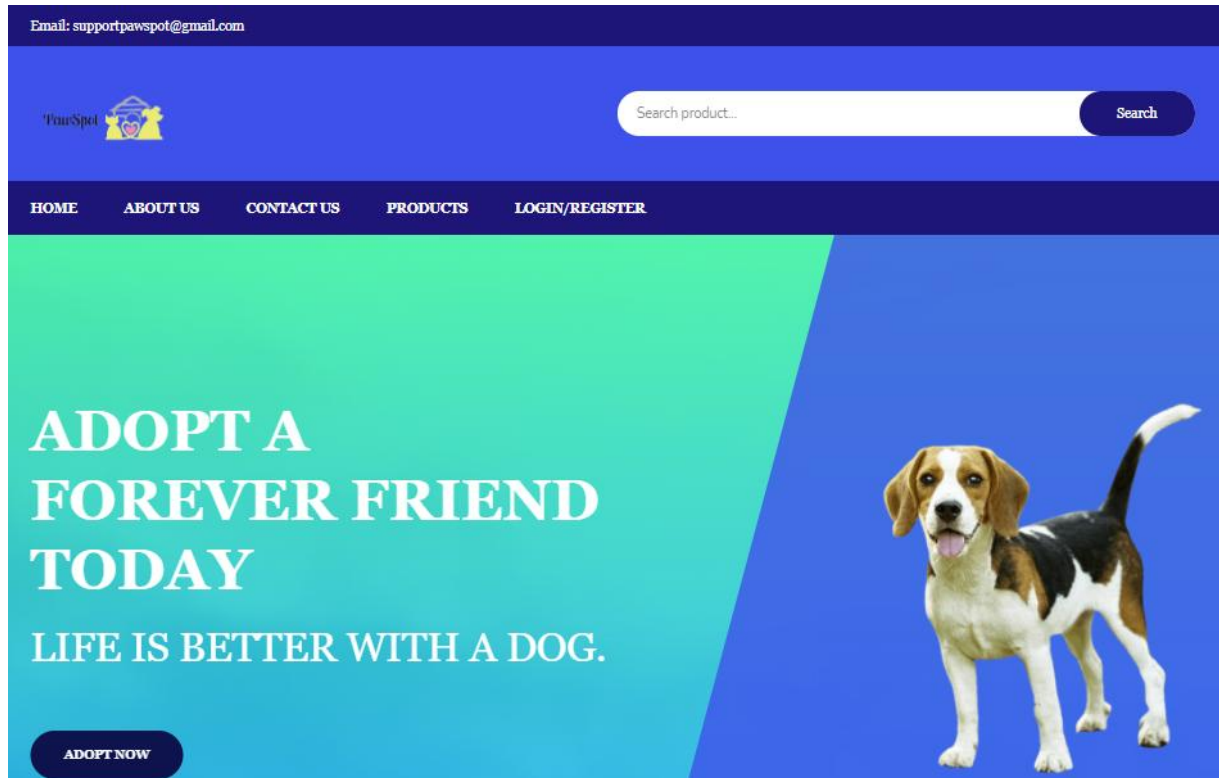 Email: supportpawspot@gmail.com
PawSpot
Search product...
Search
HOME ABOUT US CONTACT US PRODUCTS LOGIN/REGISTER
ADOPT A
FOREVER FRIEND
TODAY
LIFE IS BETTER WITH A DOG.
ADOPT NOW